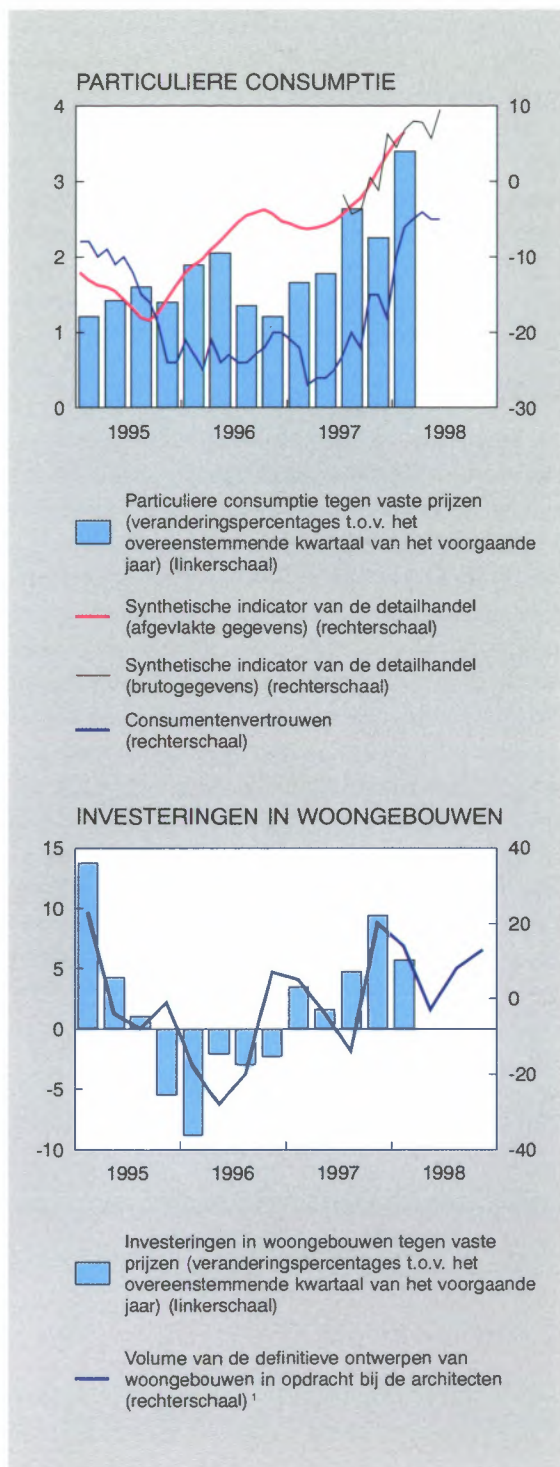 PARTICULIERE CONSUMPTIE
4 10
3 0
2 -10
1 -20
0 -30
1995 1996 1997 1998
Particuliere consumptie tegen vaste prijzen
(veranderingspercentages t.o.v. het
overeenstemmende kwartaal van het voorgaande
jaar) (linkerschaal)
Synthetische indicator van de detailhandel
(afgevlakte gegevens) (rechterschaal)
Synthetische indicator van de detailhandel
(brutogegevens) (rechterschaal)
Consumentenvertrouwen
(rechterschaal)
INVESTERINGEN IN WOONGEBOUWEN
15 40
10 20
5 0
0 -20
-5 -40
-10
1995 1996 1997 1998
Investeringen in woongebouwen tegen vaste
prijzen (veranderingspercentages t.o.v. het
overeenstemmende kwartaal van het voorgaande
jaar) (linkerschaal)
Volume van de definitieve ontwerpen van
woongebouwen in opdracht bij de architecten
(rechterschaal) ¹